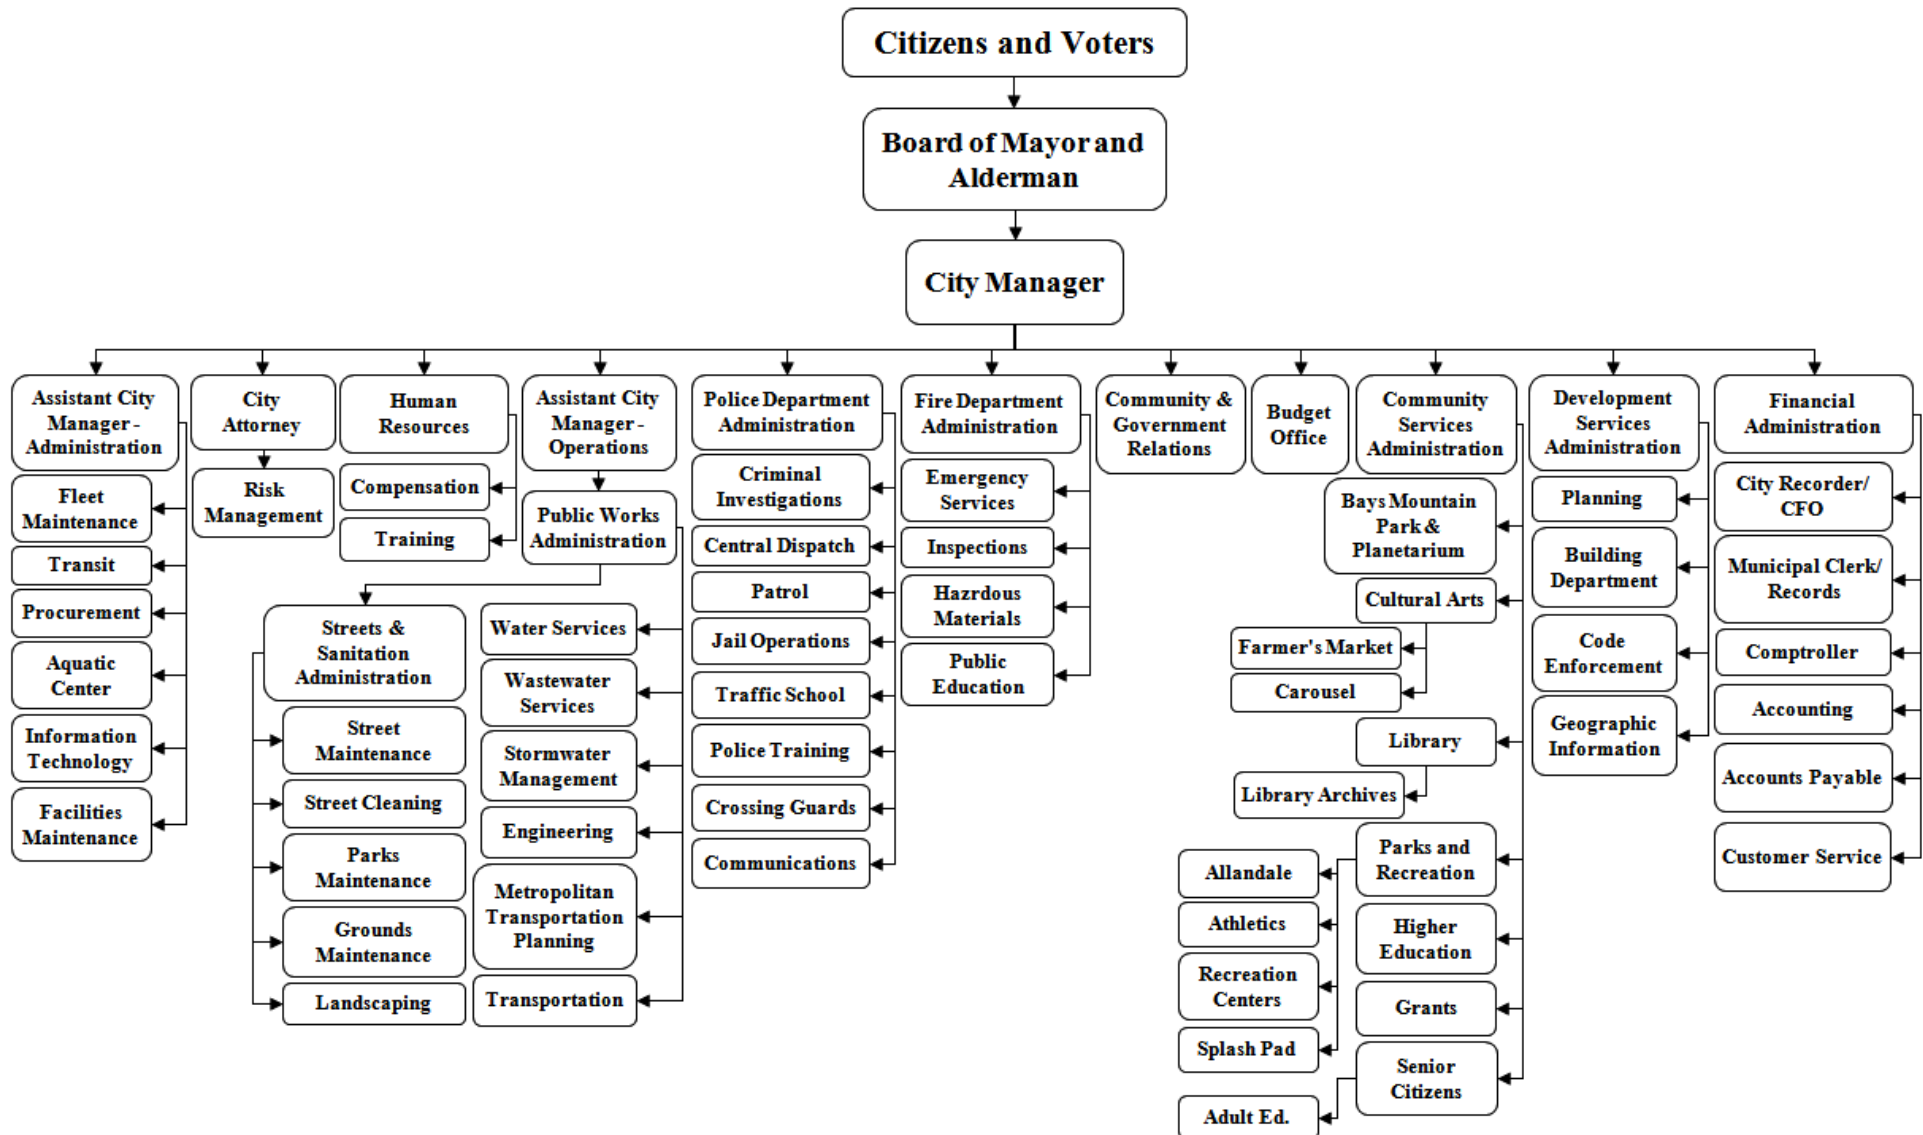 Citizens and Voters
Board of Mayor and
Alderman
City Manager
Assistant City
Manager -
Administration
Fleet
Maintenance
Transit
Procurement
Aquatic
Center
Information
Technology
Facilities
Maintenance
City
Attorney
Risk
Management
Human
Resources
Compensation
Training
Assistant City
Manager -
Operations
Public Works
Administration
Streets &
Sanitation
Administration
Street
Maintenance
Street Cleaning
Parks
Maintenance
Grounds
Maintenance
Landscaping
Water Services
Wastewater
Services
Stormwater
Management
Engineering
Metropolitan
Transportation
Planning
Transportation
Police Department
Administration
Criminal
Investigations
Central Dispatch
Patrol
Jail Operations
Traffic School
Police Training
Crossing Guards
Communications
Fire Department
Administration
Emergency
Services
Inspections
Hazrdous
Materials
Public
Education
Community &
Government
Relations
Budget
Office
Community
Services
Administration
Bays Mountain
Park &
Planetarium
Cultural Arts
Farmer's Market
Carousel
Library
Library Archives
Parks and
Recreation
Allandale
Athletics
Recreation
Centers
Splash Pad
Higher
Education
Grants
Senior
Citizens
Adult Ed.
Development
Services
Administration
Planning
Building
Department
Code
Enforcement
Geographic
Information
Financial
Administration
City Recorder/
CFO
Municipal Clerk/
Records
Comptroller
Accounting
Accounts Payable
Customer Service